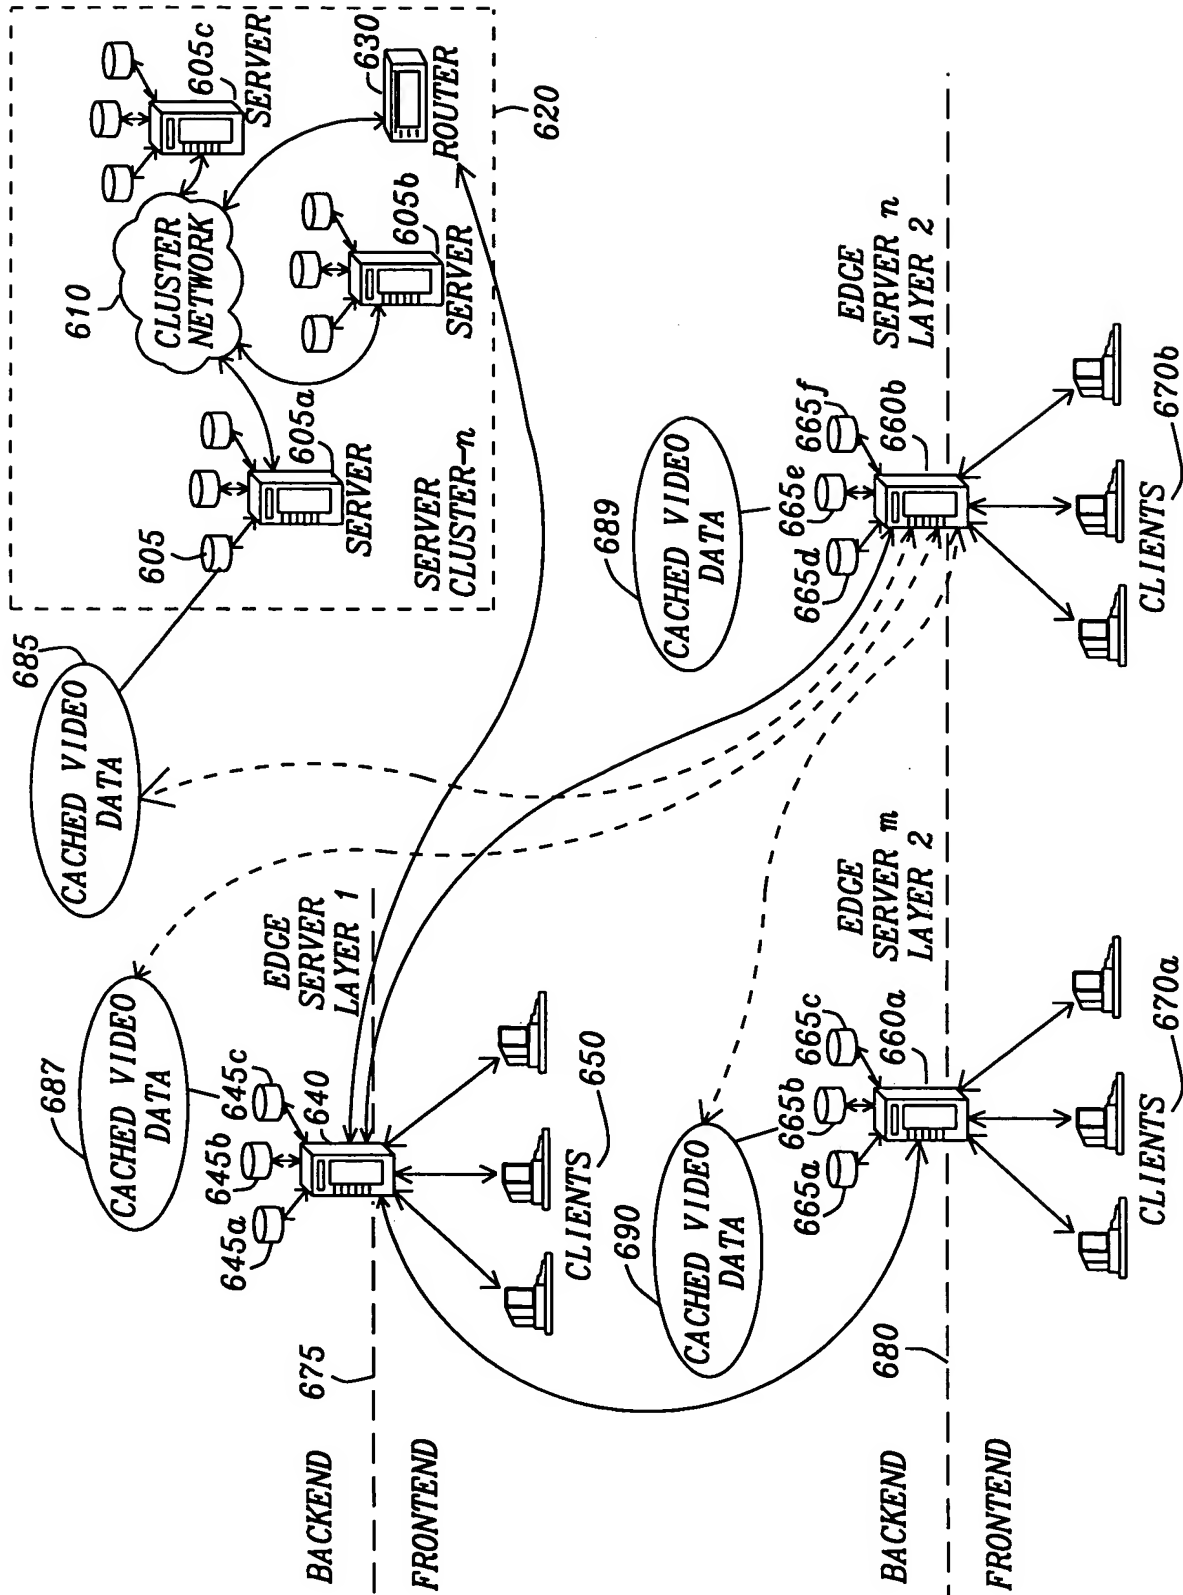 685
CACHED VIDEO
DATA
687
CACHED VIDEO
DATA
605
610
CLUSTER
NETWORK
605a
SERVER
605b
SERVER
605c
SERVER
630
ROUTER
620
SERVER
CLUSTER-n
645a
645b
645c
640
EDGE
SERVER
LAYER 1
BACKEND
675
FRONTEND
CLIENTS
650
690
CACHED VIDEO
DATA
689
CACHED VIDEO
DATA
665a
665b
665c
660a
EDGE
SERVER m
LAYER 2
665d
665e
665f
660b
EDGE
SERVER n
LAYER 2
BACKEND
680
FRONTEND
CLIENTS
670a
CLIENTS
670b